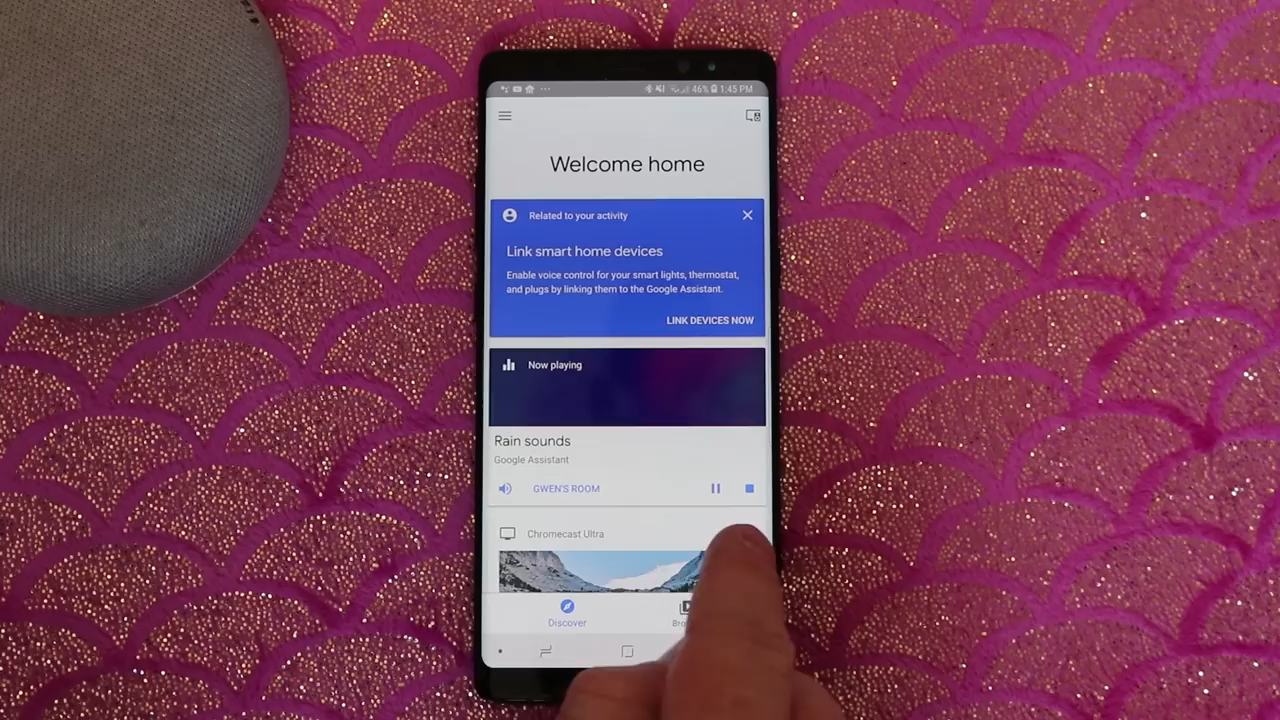 46% 1:45 PM
Welcome home
Related to your activity
Link smart home devices
Enable voice control for your smart lights, thermostat,
and plugs by linking them to the Google Assistant.
LINK DEVICES NOW
Now playing
Rain sounds
Google Assistant
GWEN'S ROOM
Chromecast Ultra
Discover